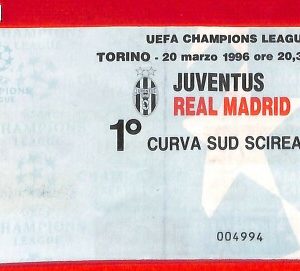 UEFA CHAMPIONS LEAGUE
TORINO - 20 marzo 1996 ore 20,3
JUVENTUS
REAL MADRID
1° CURVA SUD SCIREA
004994